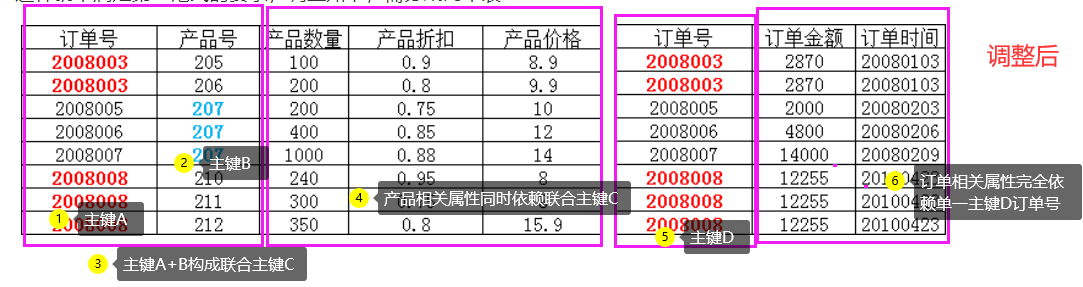 订单号 产品号 产品数量 产品折扣 产品价格
2008003 205 100 0.9 8.9
2008003 206 200 0.8 9.9
2008005 207 200 0.75 10
2008006 207 400 0.85 12
2008007 207 1000 0.88 14
2008008 210 240 0.95 8
2008008 211 300
2008008 212 350 0.8 15.9
订单号 订单金额 订单时间
2008003 2870 20080103
2008003 2870 20080103
2008005 2000 20080203
2008006 4800 20080206
2008007 14000 20080209
2008008 12255 20100423
2008008 12255 20100423
2008008 12255 20100423
调整后
1 主键A
2 主键B
3 主键A+B构成联合主键C
4 产品相关属性同时依赖联合主键C
5 主键D
6 订单相关属性完全依
赖单一主键D订单号